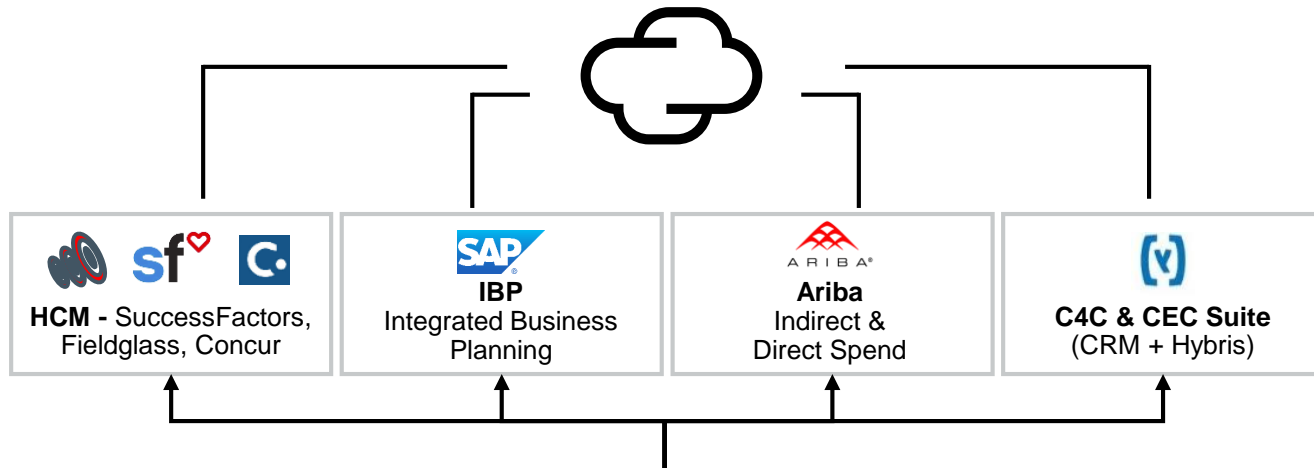 sf
C.
HCM - SuccessFactors,
Fieldglass, Concur
SAP®
IBP
Integrated Business
Planning
ARIBA®
Ariba
Indirect &
Direct Spend
C4C & CEC Suite
(CRM + Hybris)